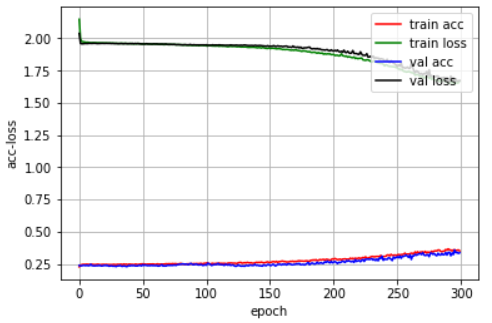 train acc
train loss
val acc
val loss
2.00
1.75
1.50
1.25
1.00
0.75
0.50
0.25
acc-loss
0
50
100
150
200
250
300
epoch